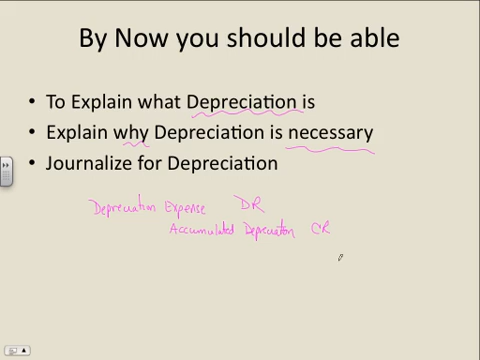 By Now you should be able
• To Explain what Depreciation is
• Explain why Depreciation is necessary
• Journalize for Depreciation
Depreciation Expense DR
Accumulated Depreciation CR